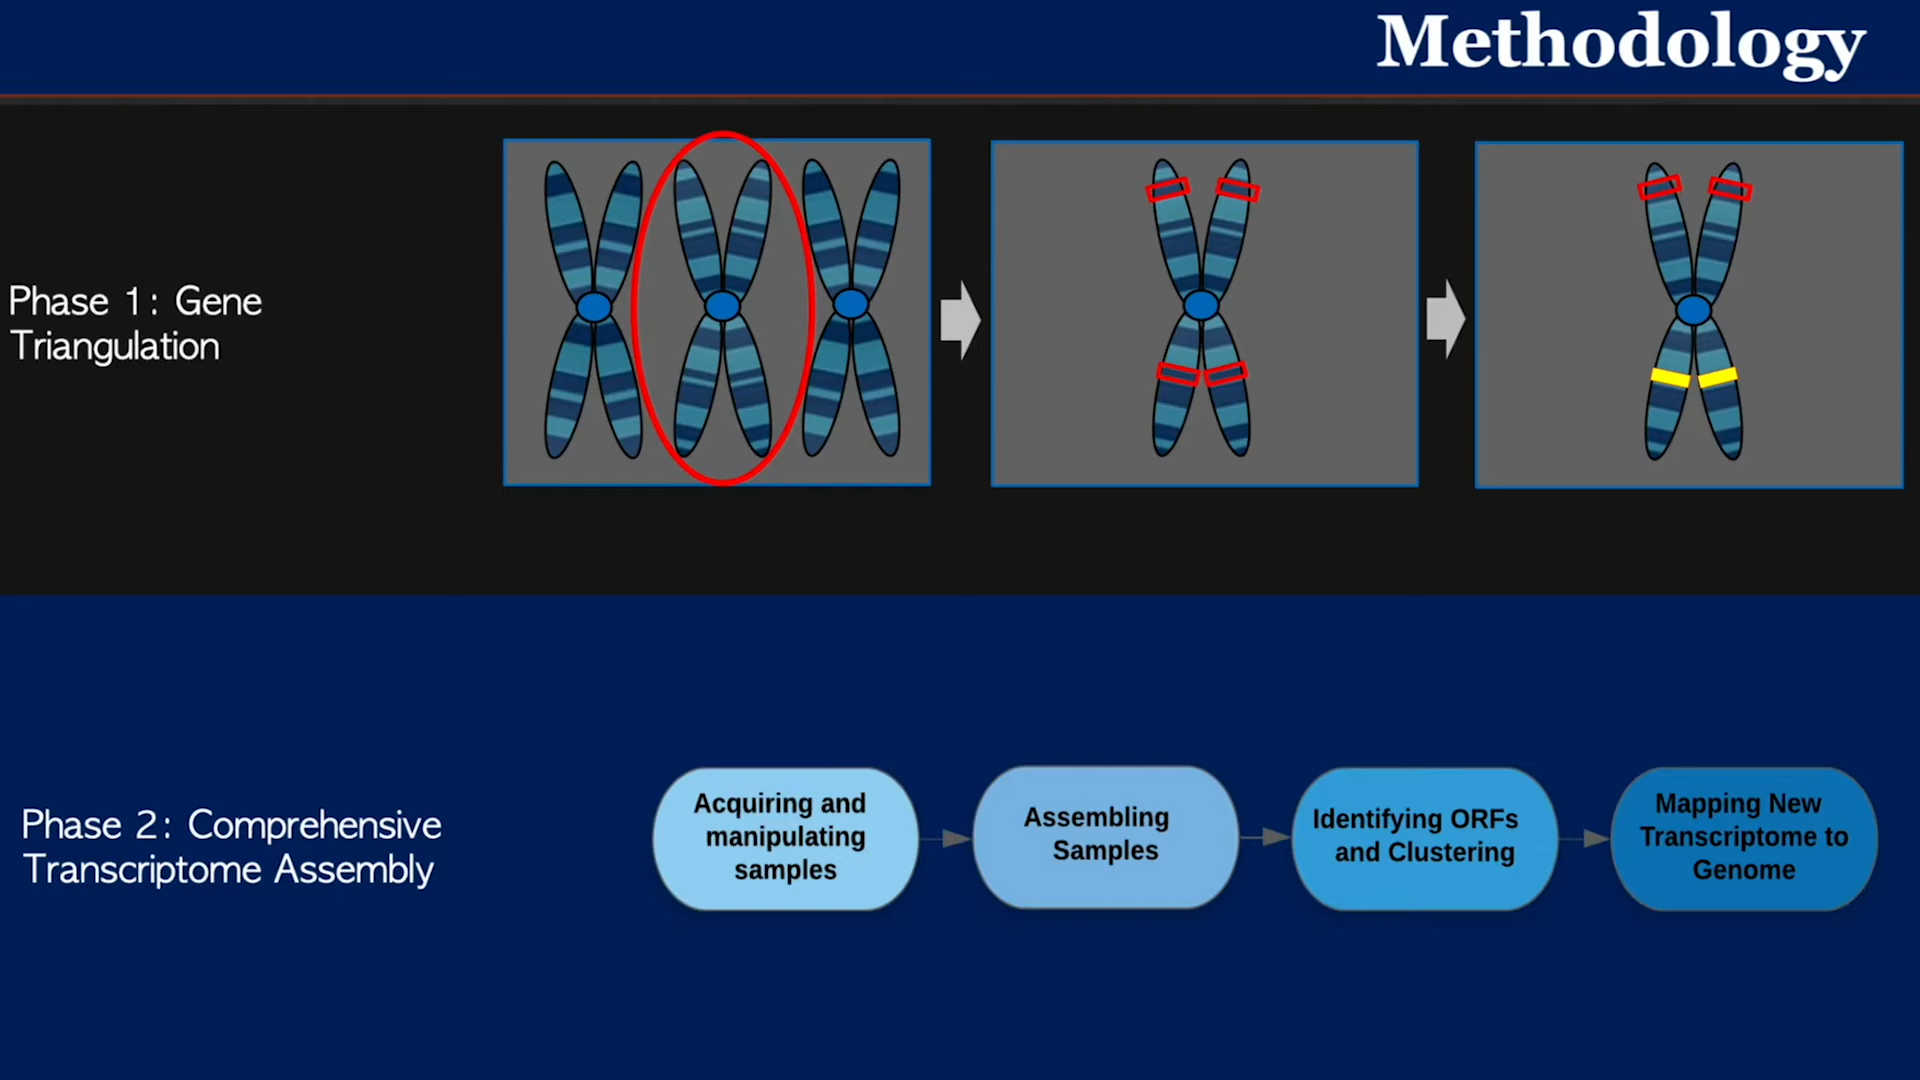 Methodology
Phase 1: Gene
Triangulation
Phase 2: Comprehensive
Transcriptome Assembly
Acquiring and
manipulating
samples
Assembling
Samples
Identifying ORFs
and Clustering
Mapping New
Transcriptome to
Genome